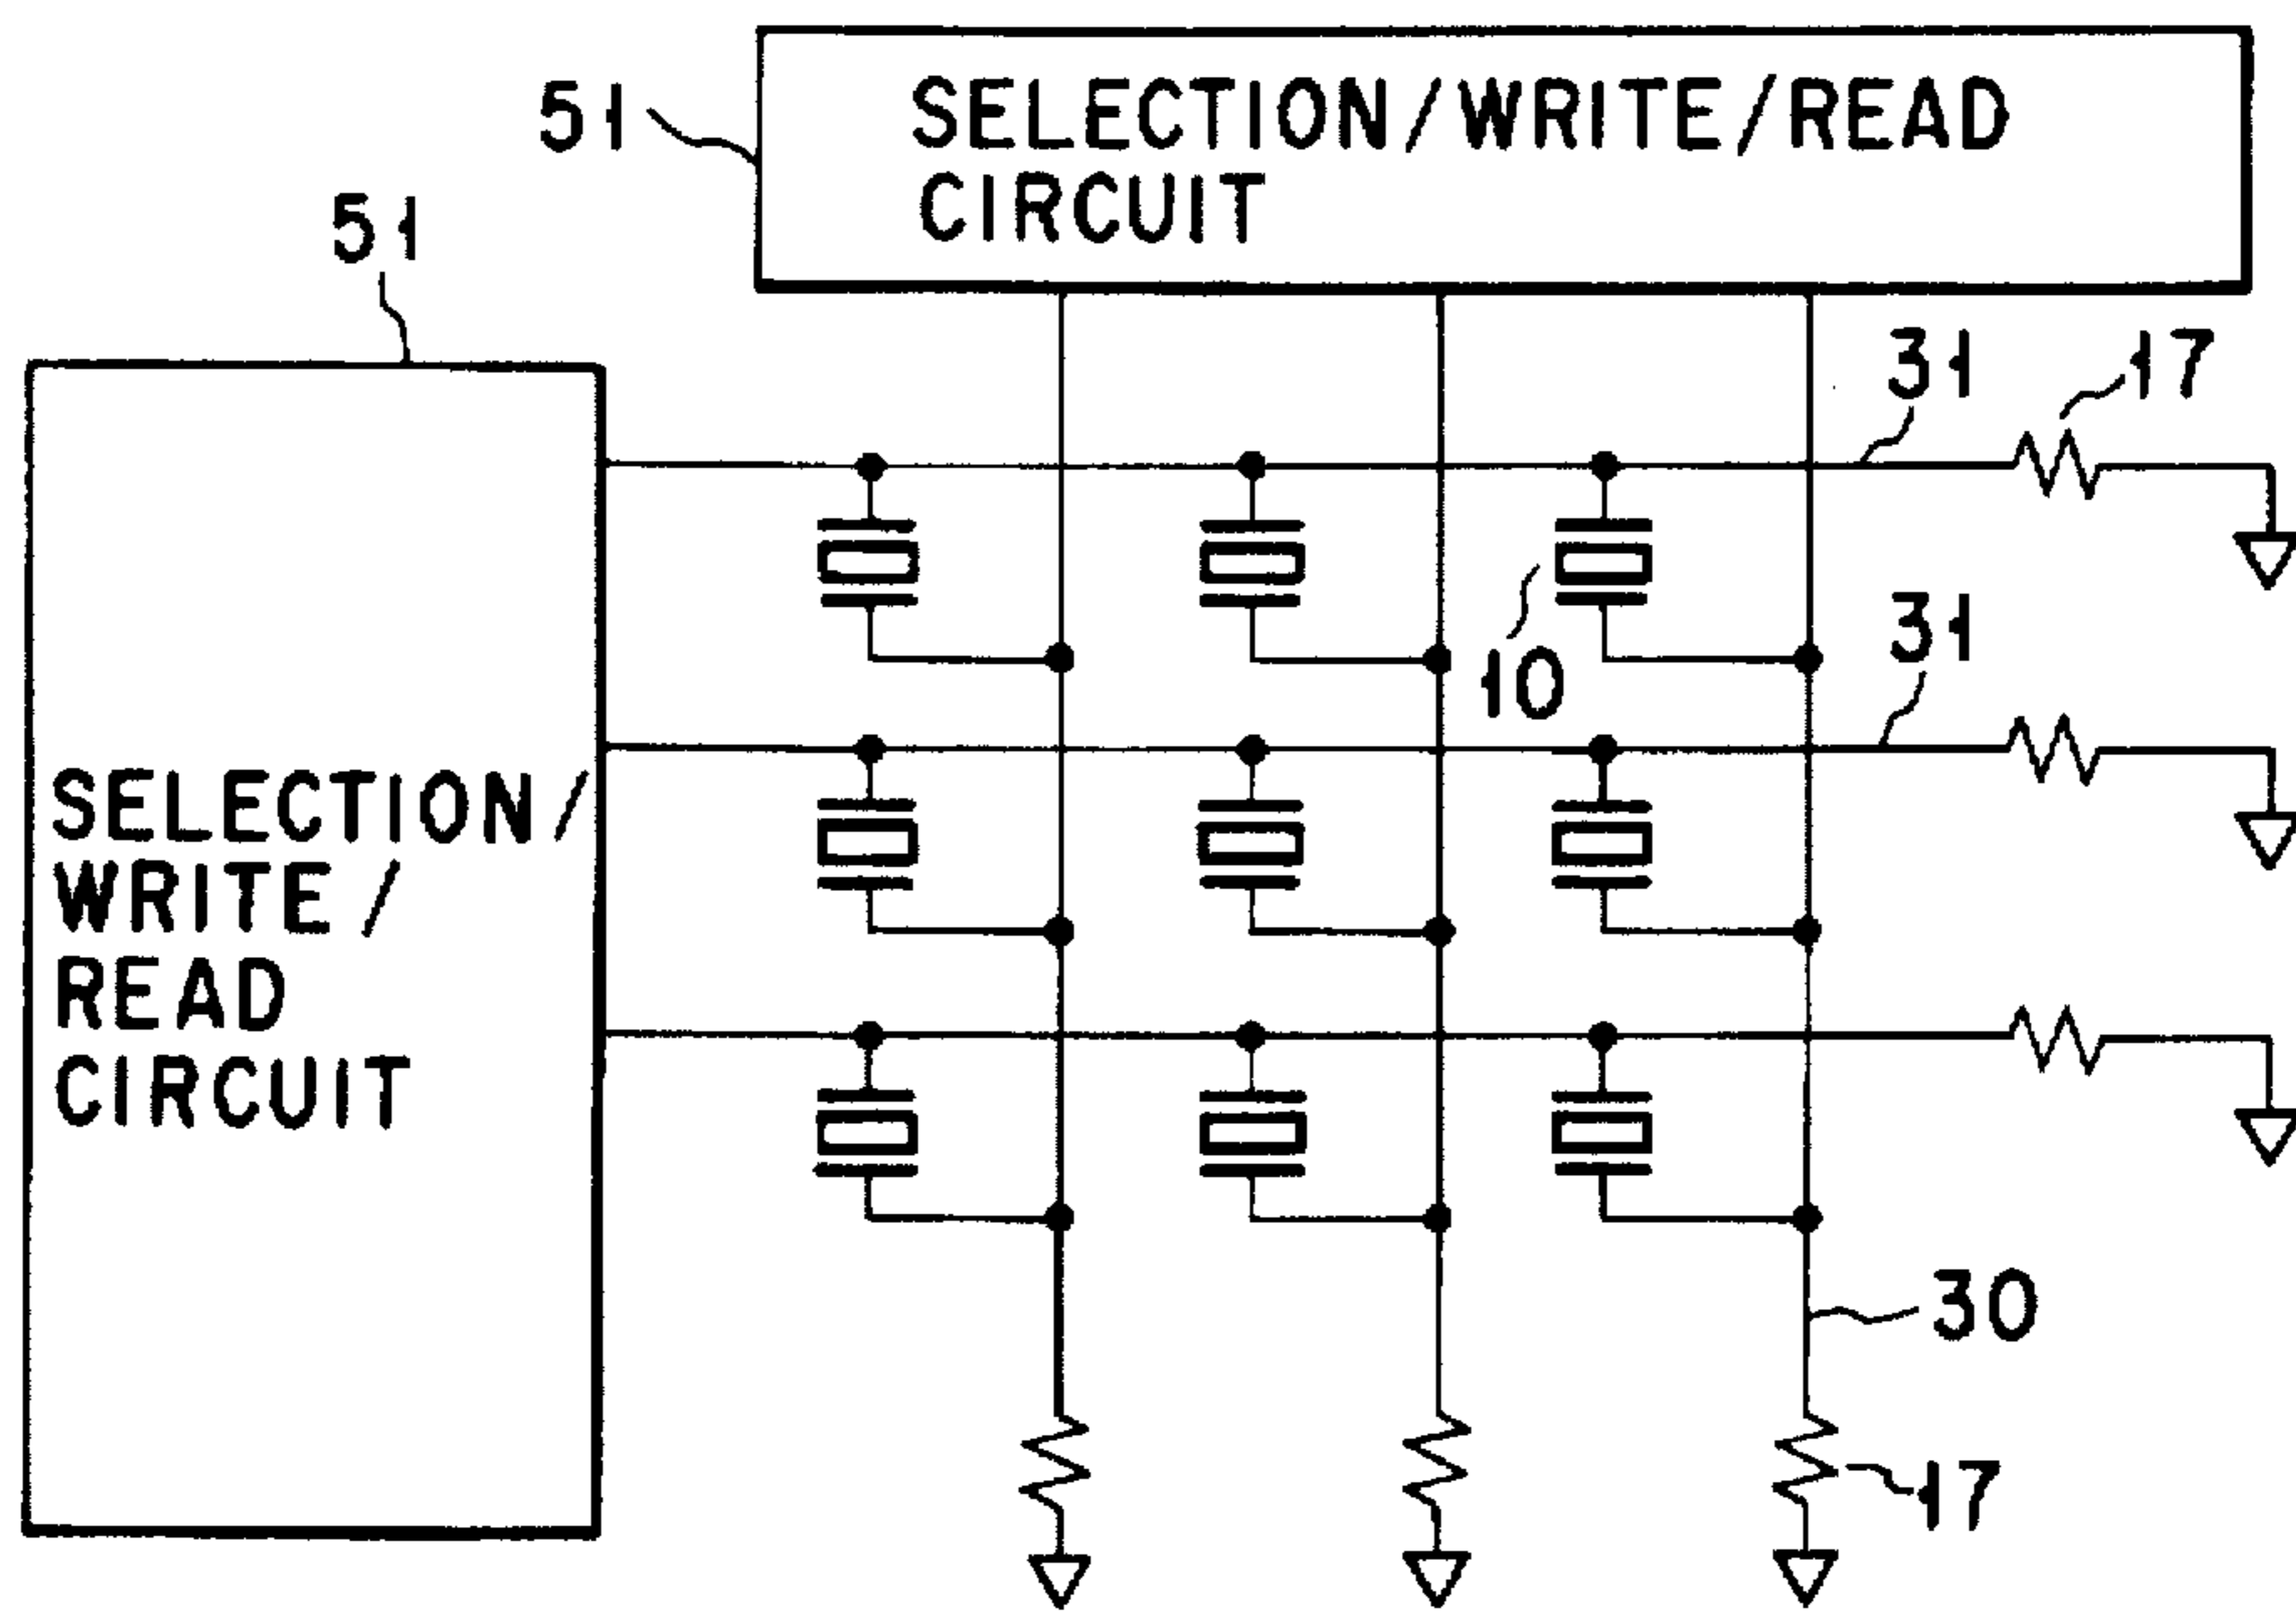 51
SELECTION/WRITE/READ
CIRCUIT
51
31
17
31
10
SELECTION/
WRITE/
READ
CIRCUIT
30
17